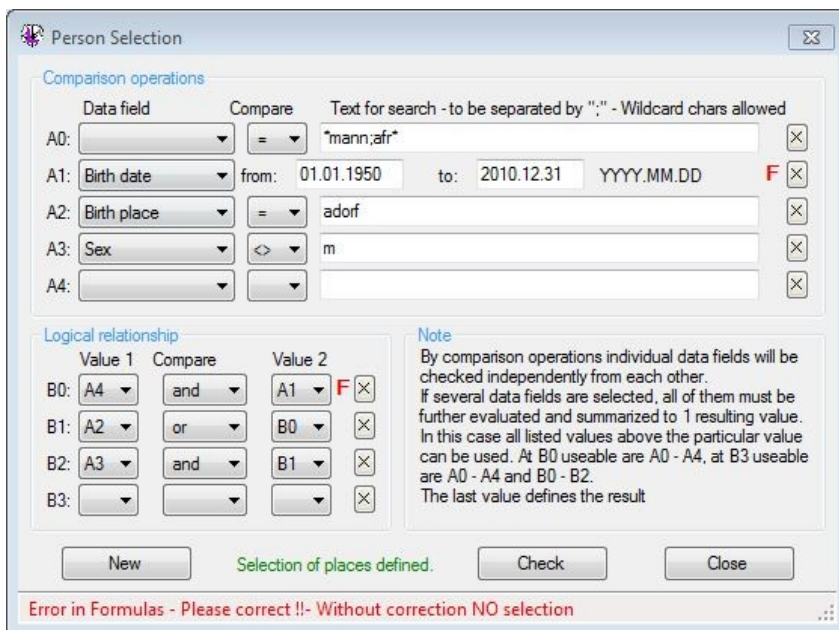 Person Selection
Comparison operations
Data field Compare Text for search - to be separated by ";" - Wildcard chars allowed
A0: = *mann;afr*
A1: Birth date from: 01.01.1950 to: 2010.12.31 YYYY.MM.DD F
A2: Birth place = adorf
A3: Sex <> m
A4:
Logical relationship
Value 1 Compare Value 2
B0: A4 and A1 F
B1: A2 or B0
B2: A3 and B1
B3:
Note
By comparison operations individual data fields will be
checked independently from each other.
If several data fields are selected, all of them must be
further evaluated and summarized to 1 resulting value.
In this case all listed values above the particular value
can be used. At B0 useable are A0 - A4, at B3 useable
are A0 - A4 and B0 - B2.
The last value defines the result
New Selection of places defined. Check Close
Error in Formulas - Please correct !!- Without correction NO selection